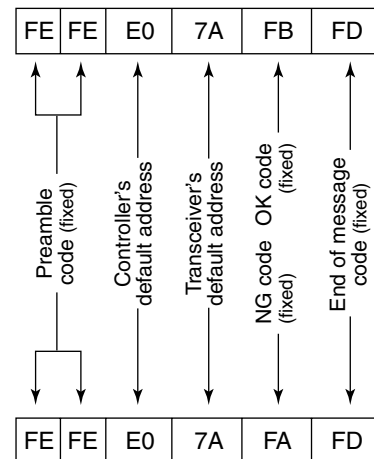 FE FE E0 7A FB FD
Preamble
code (fixed)
Controller's
default address
Transceiver's
default address
OK code
(fixed)
NG code
(fixed)
End of message
code (fixed)
FE FE E0 7A FA FD